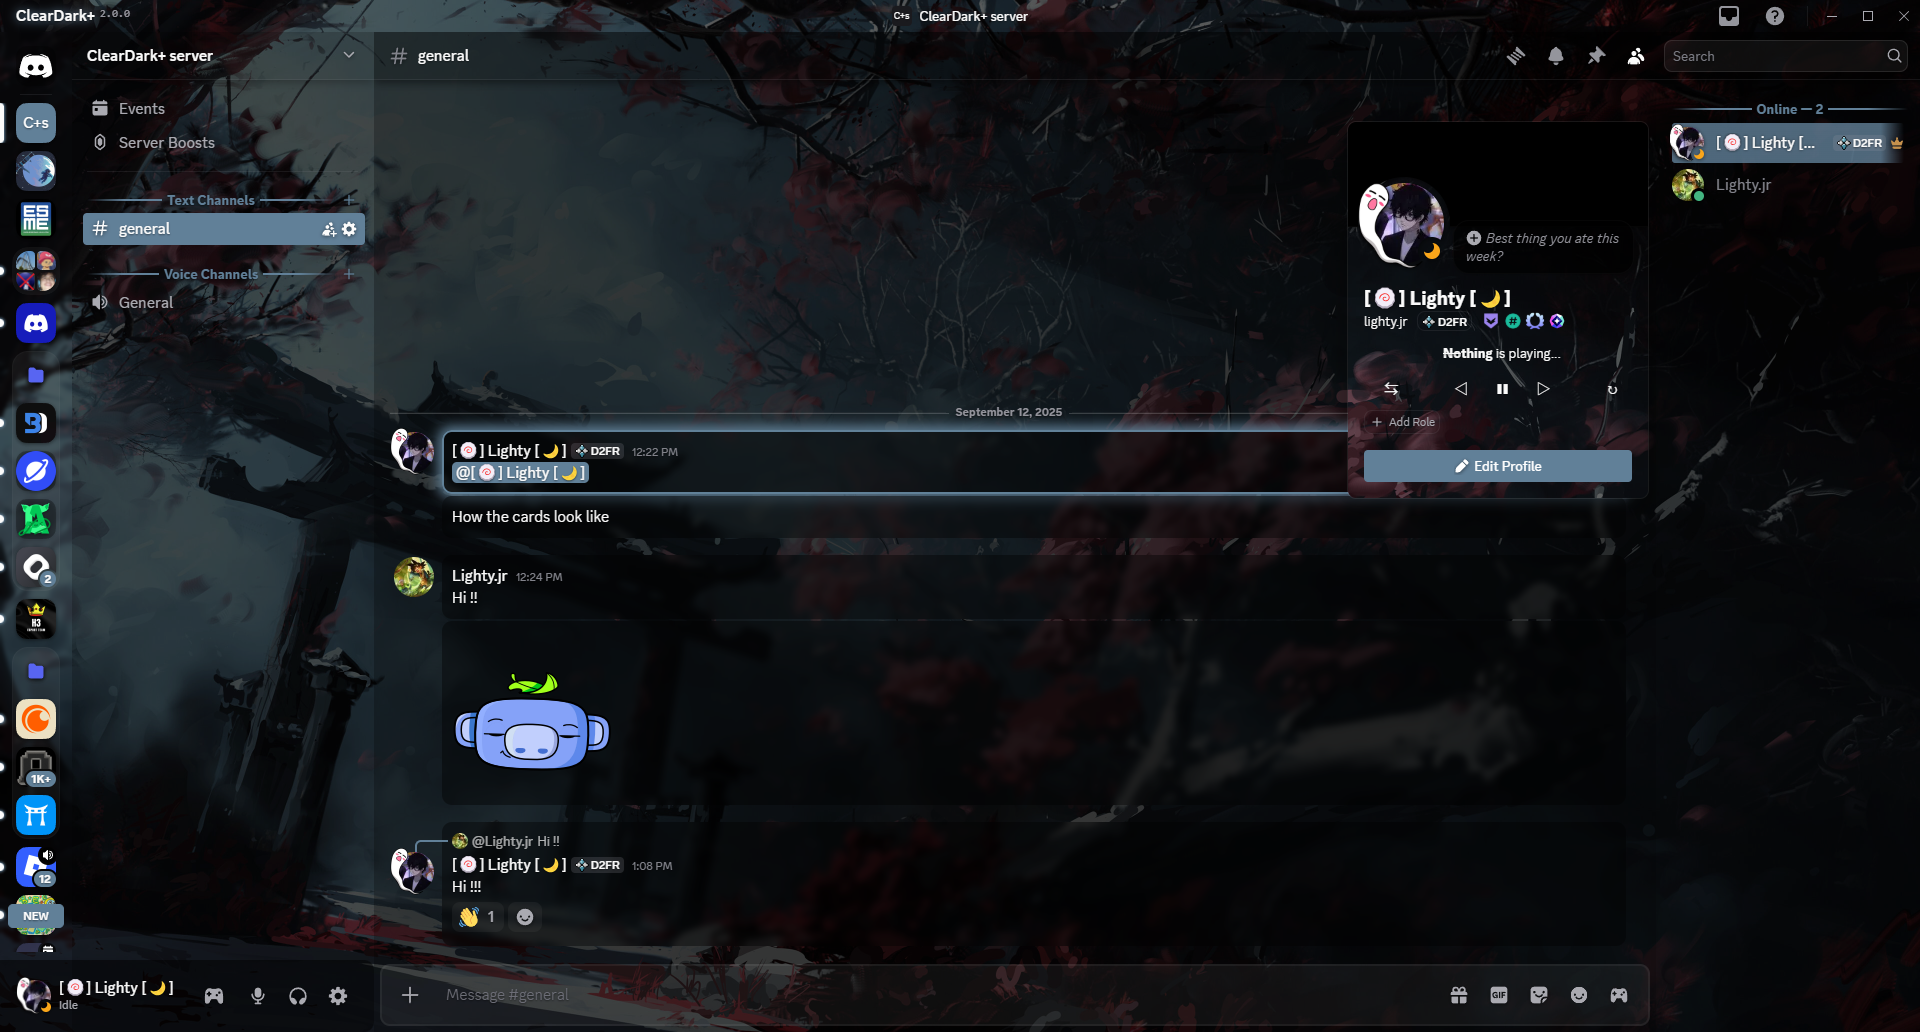 ClearDark+ 2.0.0
C+s ClearDark+ server
ClearDark+ server
# general
Search
Events
Server Boosts
Text Channels
# general
Voice Channels
General
C+s
ESME
2
H3
1K+
12
NEW
Online — 2
[🍥] Lighty [... D2FR
Lighty.jr
Best thing you ate this
week?
[🍥] Lighty [🌙]
lighty.jr D2FR
Nothing is playing...
+ Add Role
Edit Profile
September 12, 2025
[🍥] Lighty [🌙] D2FR 12:22 PM
@[🍥] Lighty [🌙]
How the cards look like
Lighty.jr 12:24 PM
Hi !!
@Lighty.jr Hi !!
[🍥] Lighty [🌙] D2FR 1:08 PM
Hi !!!
👋 1
[🍥] Lighty [🌙]
Idle
Message #general
GIF